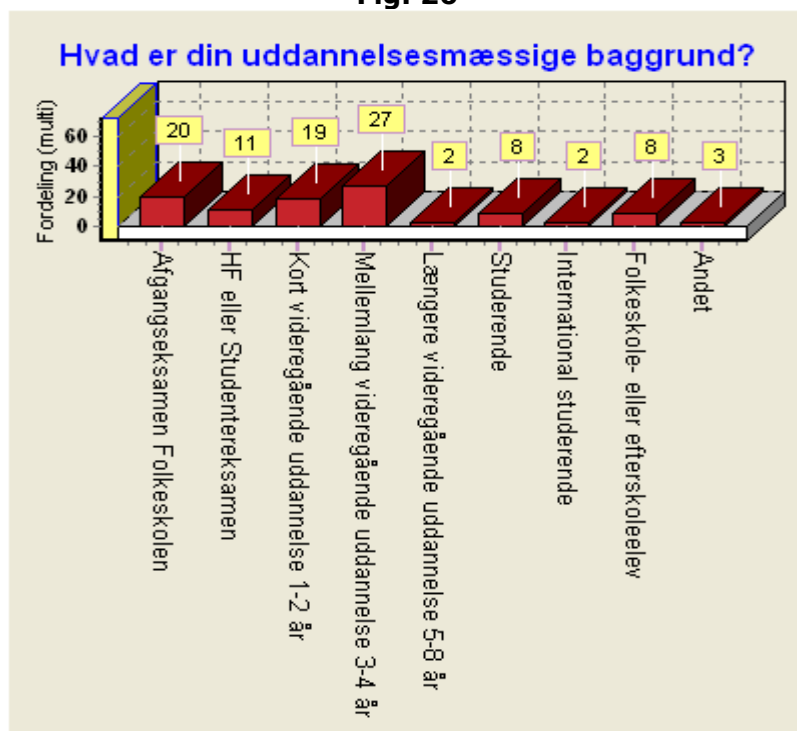 Hvad er din uddannelsesmæssige baggrund?
Fordeling (multi)
60
40
20
0
20
11
19
27
2
8
2
8
3
Afgangseksamen Folkeskolen
HF eller Studentereksamen
Kort videregående uddannelse 1-2 år
Mellemlang videregående uddannelse 3-4 år
Længere videregående uddannelse 5-8 år
Studerende
International studerende
Folkeskole- eller efterskoleelev
Andet